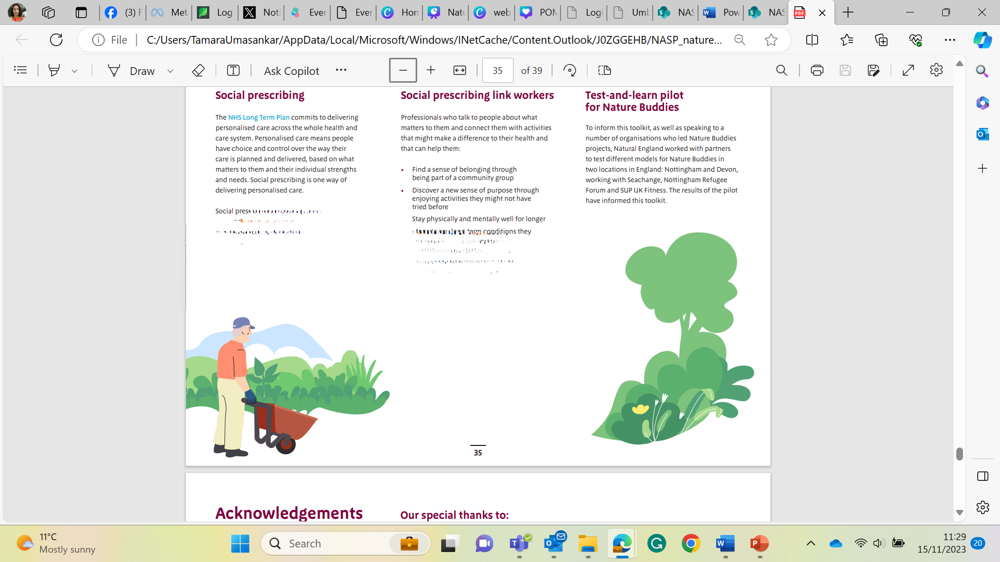 (3) F
Met
Log
Noti
Ever
Ever
Hom
Natu
web
POM
Logi
Umb
NAS
Pow
NAS
File
C:/Users/TamaraUmasankar/AppData/Local/Microsoft/Windows/INetCache/Content.Outlook/J0ZGGEHB/NASP_nature...
Draw
Ask Copilot
35 of 39
Social prescribing
The NHS Long Term Plan commits to delivering
personalised care across the whole health and
care system. Personalised care means people
have choice and control over the way their
care is planned and delivered, based on what
matters to them and their individual strengths
and needs. Social prescribing is one way of
delivering personalised care.
Social
Social prescribing link workers
Professionals who talk to people about what
matters to them and connect them with activities
that might make a difference to their health and
that can help them:
• Find a sense of belonging through
being part of a community group
• Discover a new sense of purpose through
enjoying activities they might not have
tried before
Stay physically and mentally well for longer
conditions they
Test-and-learn pilot
for Nature Buddies
To inform this toolkit, as well as speaking to a
number of organisations who led Nature Buddies
projects, Natural England worked with partners
to test different models for Nature Buddies in
two locations in England: Nottingham and Devon,
working with Seachange, Nottingham Refugee
Forum and SUP UK Fitness. The results of the pilot
have informed this toolkit.
35
Acknowledgements
Our special thanks to:
11°C
Mostly sunny
Search
11:29
15/11/2023
20